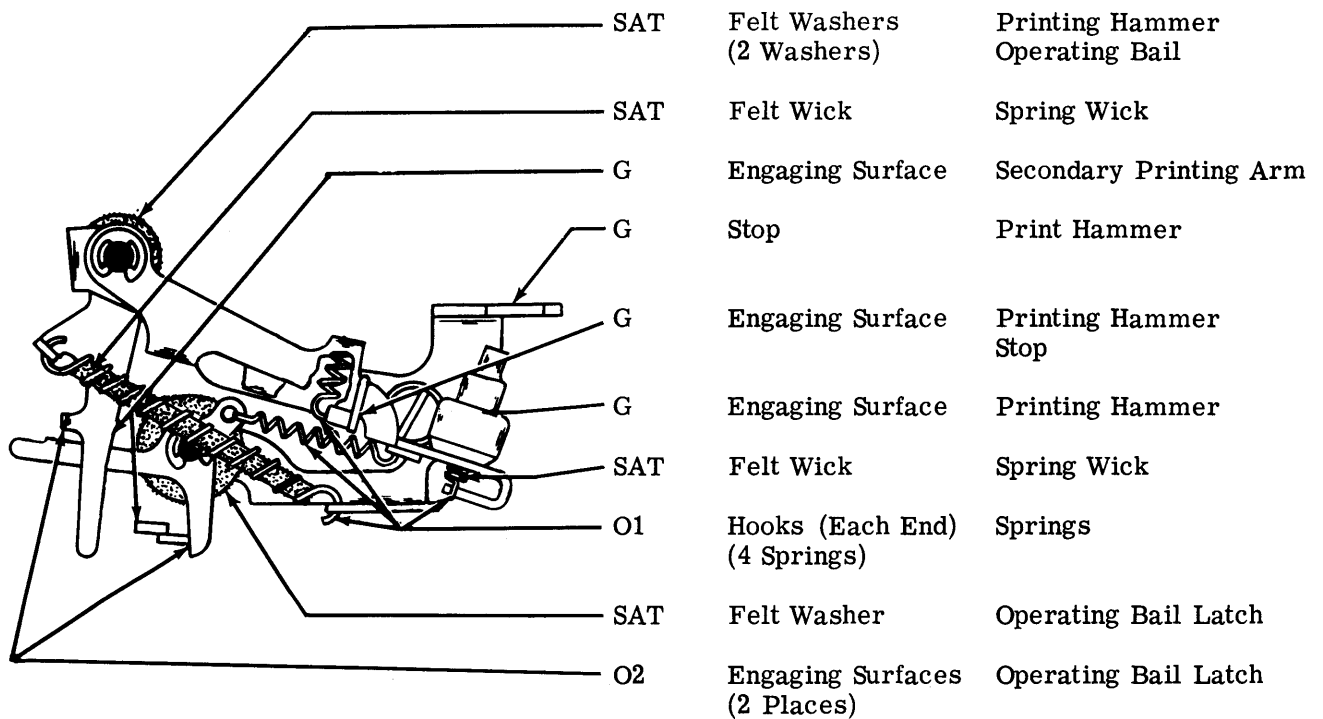 SAT Felt Washers Printing Hammer
(2 Washers) Operating Bail
SAT Felt Wick Spring Wick
G Engaging Surface Secondary Printing Arm
G Stop Print Hammer
G Engaging Surface Printing Hammer
Stop
G Engaging Surface Printing Hammer
SAT Felt Wick Spring Wick
O1 Hooks (Each End) Springs
(4 Springs)
SAT Felt Washer Operating Bail Latch
O2 Engaging Surfaces Operating Bail Latch
(2 Places)